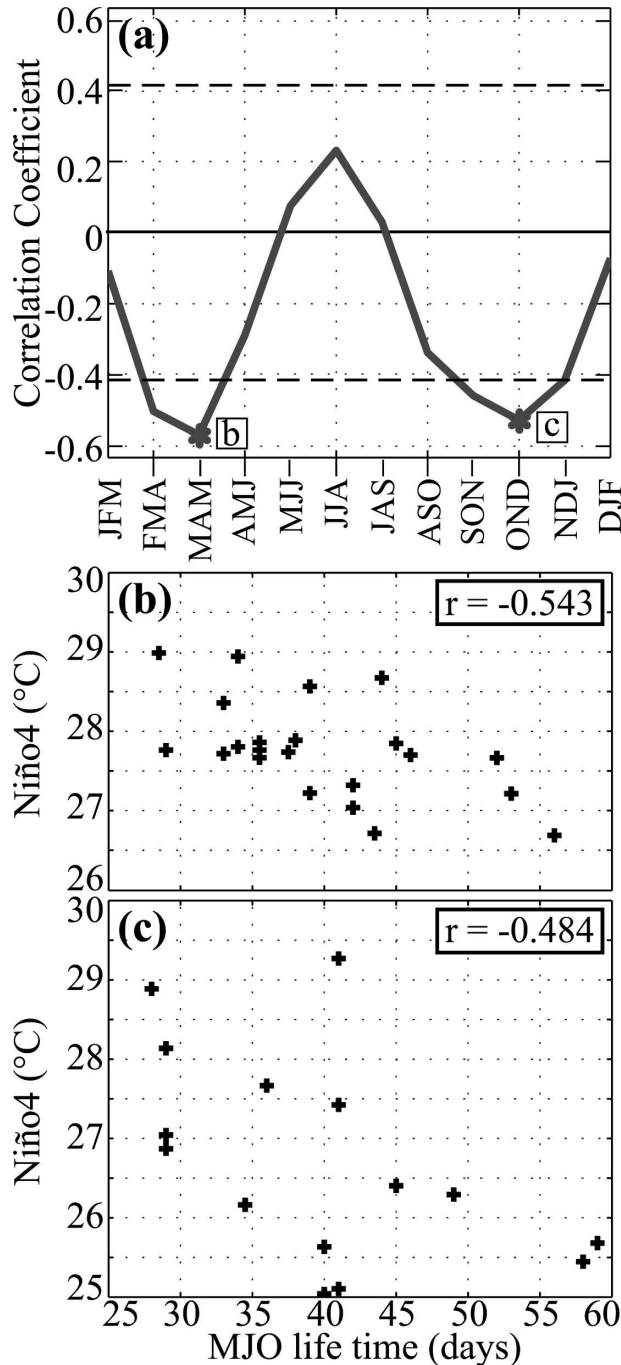 (a)
0.6
0.4
0.2
0
-0.2
-0.4
-0.6
Correlation Coefficient
b
c
JFM
FMA
MAM
AMJ
MJJ
JJA
JAS
ASO
SON
OND
NDJ
DJF
(b)
r = -0.543
30
29
28
27
26
Niño4 (°C)
(c)
r = -0.484
30
29
28
27
26
25
Niño4 (°C)
25 30 35 40 45 50 55 60
MJO life time (days)